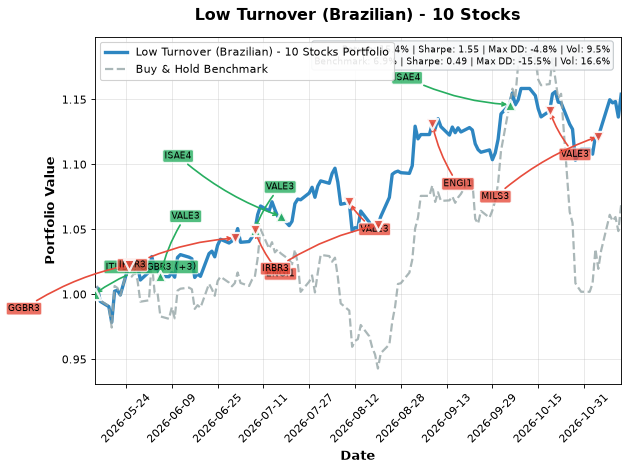 Low Turnover (Brazilian) - 10 Stocks
Low Turnover (Brazilian) - 10 Stocks Portfolio
4% | Sharpe: 1.55 | Max DD: -4.8% | Vol: 9.5%
Buy & Hold Benchmark
Benchmark: 6.9% | Sharpe: 0.49 | Max DD: -15.5% | Vol: 16.6%
ISAE4
1.15
ISAE4
VALE3
1.10
VALE3
ENGI1
MILS3
VALE3
1.05
VALE3
GGBR3 (+3)
IRBR3
1.00
GGBR3
0.95
Portfolio Value
2026-05-24
2026-06-09
2026-06-25
2026-07-11
2026-07-27
2026-08-12
2026-08-28
2026-09-13
2026-09-29
2026-10-15
2026-10-31
Date